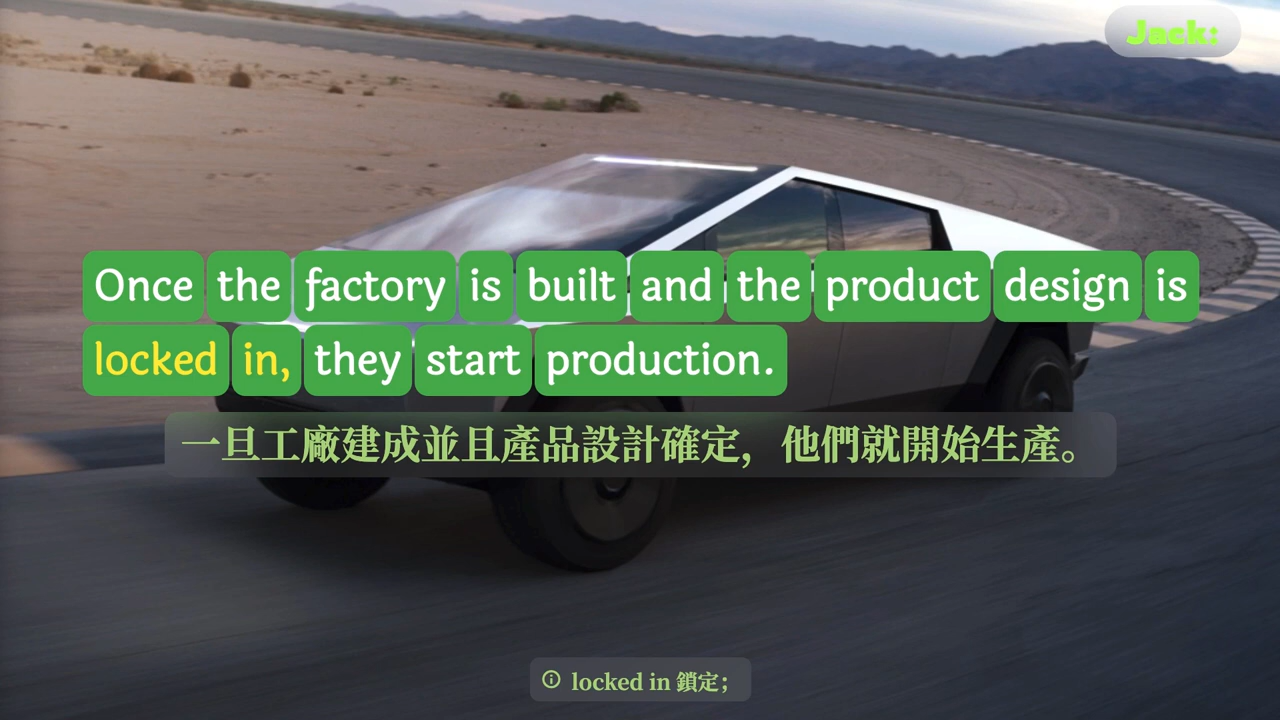 Jack:
Once the factory is built and the product design is
locked in, they start production.
一旦工廠建成並且產品設計確定，他們就開始生產。
locked in 鎖定；